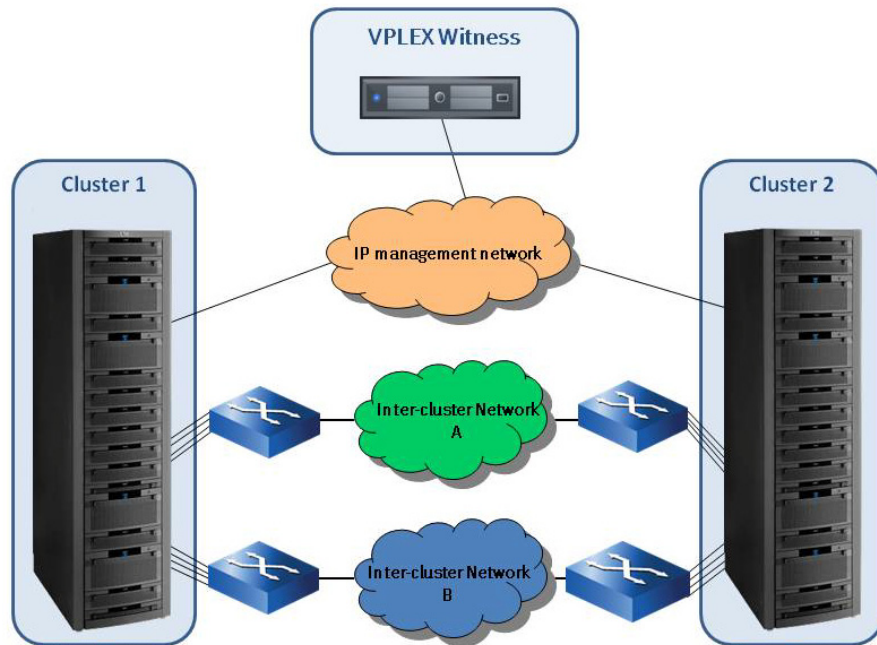 VPLEX Witness
Cluster 1
Cluster 2
IP management network
Inter-cluster Network
A
Inter-cluster Network
B